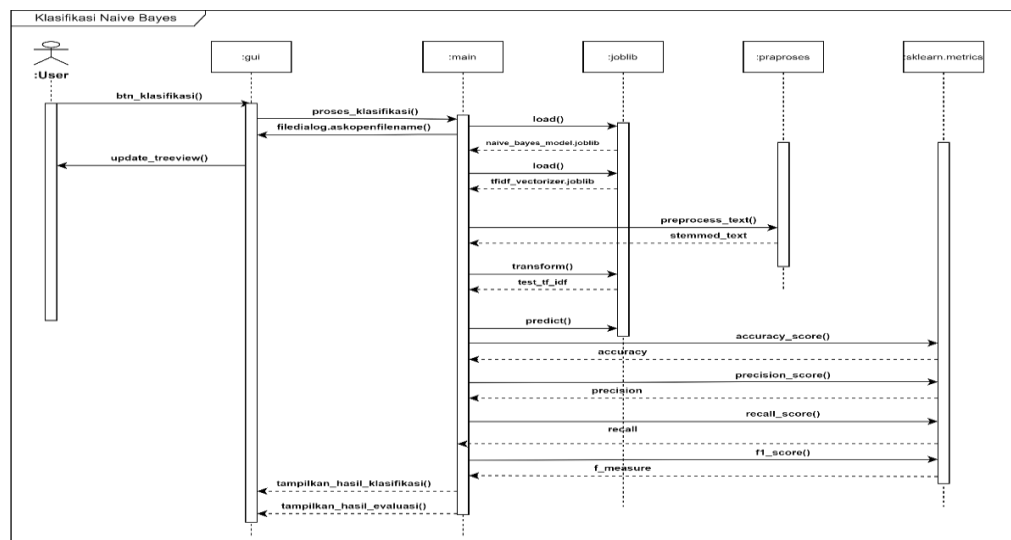 Klasifikasi Naive Bayes
:User
:gui
:main
:joblib
:praproses
:sklearn.metrics
btn_klasifikasi()
proses_klasifikasi()
load()
filedialog.askopenfilename()
naive_bayes_model.joblib
update_treeview()
load()
tfidf_vectorizer.joblib
preprocess_text()
stemmed_text
transform()
test_tf_idf
predict()
accuracy_score()
accuracy
precision_score()
precision
recall_score()
recall
f1_score()
f_measure
tampilkan_hasil_klasifikasi()
tampilkan_hasil_evaluasi()